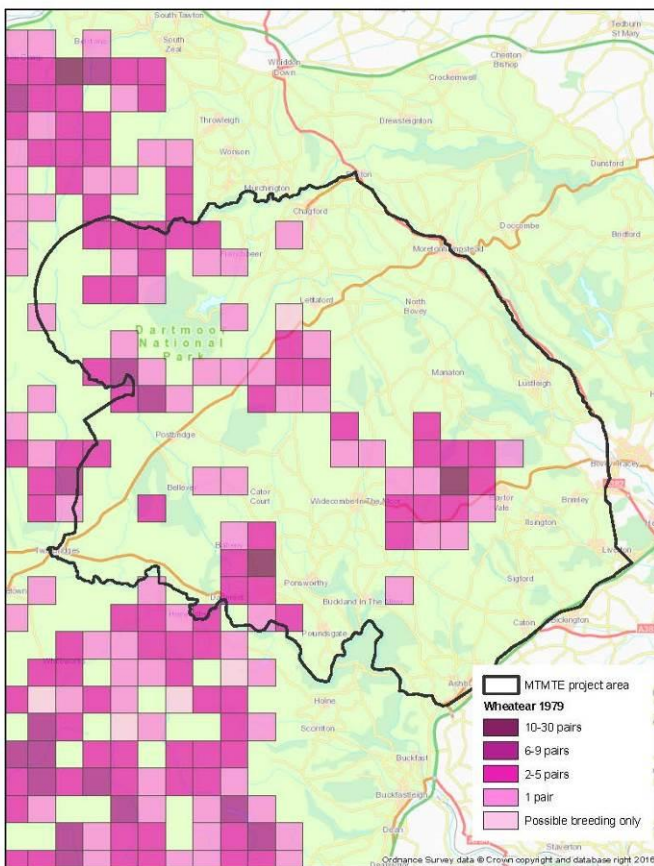 South Tawton
South
Zeal
Tedburn
St Mary
Whiddon
Down
Cheriton
Bishop
Crockernwell
Throwleigh
Drewsteignton
Wonson
Dunsford
Murchington
Chagford
Doccombe
Bridford
Moretonhampstead
Lettaford
North
Bovey
Dartmoor
National
Park
Manaton
Lustleigh
Postbridge
Bellever
Cator
Court
Widecombe-In-The-Moor
Haytor
Vale
Brimley
Ilsington
Liverton
Ponsworthy
Sigford
Buckland In The Moor
Poundsgate
Caton
Bickington
Holne
Scorriton
Buckfast
Buckfastleigh
Dean
Staverton
MTMTE project area
Wheatear 1979
10-30 pairs
6-9 pairs
2-5 pairs
1 pair
Possible breeding only
Ordnance Survey data © Crown copyright and database right 2016